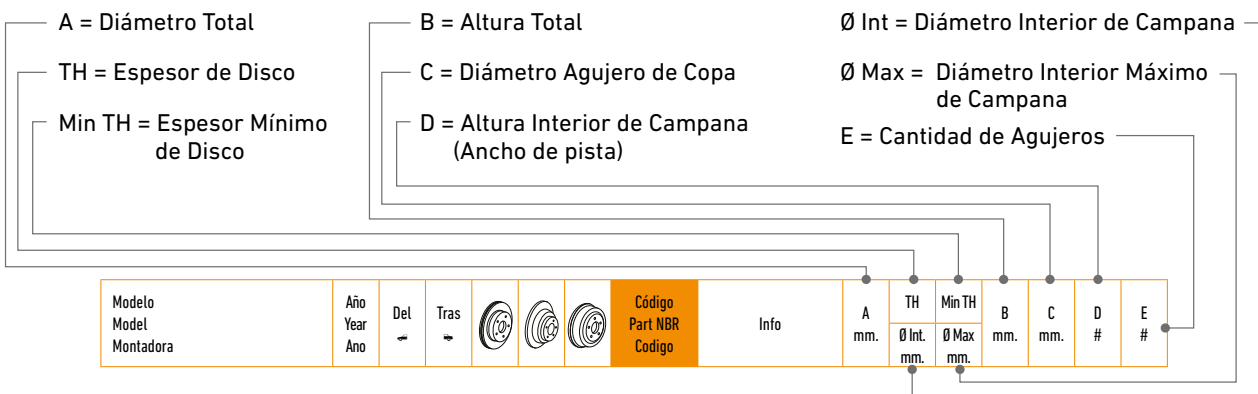 A = Diámetro Total
TH = Espesor de Disco
Min TH = Espesor Mínimo
de Disco
B = Altura Total
C = Diámetro Agujero de Copa
D = Altura Interior de Campana
(Ancho de pista)
Ø Int = Diámetro Interior de Campana
Ø Max = Diámetro Interior Máximo
de Campana
E = Cantidad de Agujeros
Modelo
Model
Montadora
Año
Year
Ano
Del
Tras
Código
Part NBR
Codigo
Info
A
mm.
TH
Ø Int.
mm.
Min TH
Ø Max
mm.
B
mm.
C
mm.
D
#
E
#